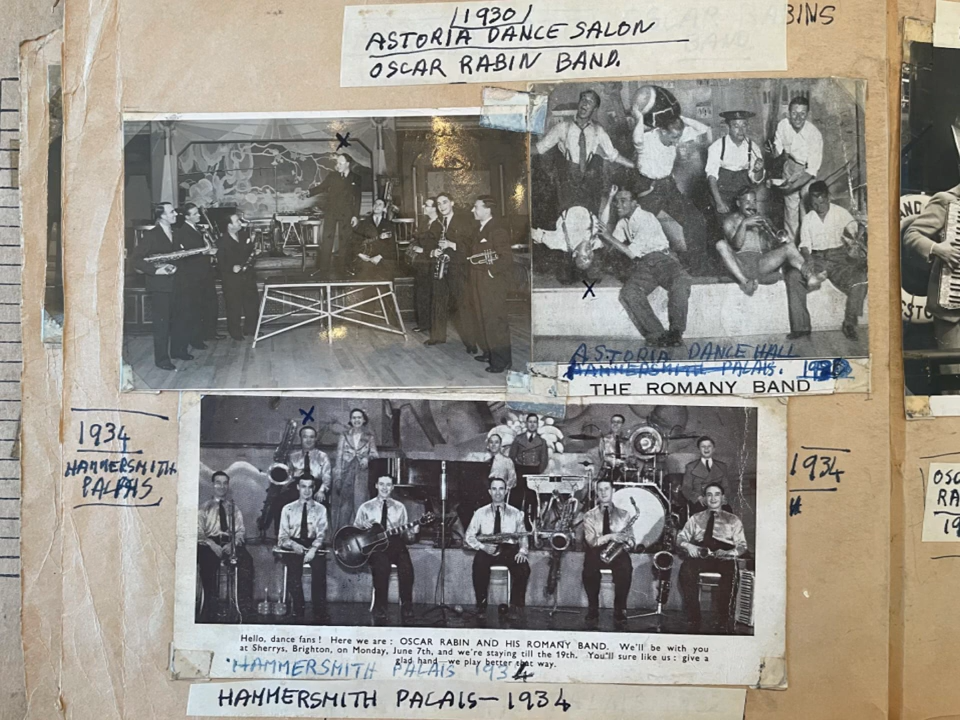 (1930)
ASTORIA DANCE SALON
OSCAR RABIN BAND.
BINS
ASTORIA DANCE HALL
HAMMERSMITH PALAIS.
THE ROMANY BAND
1934
HAMMERSMITH
PALAIS
1934
Hello, dance fans! Here we are: OSCAR RABIN AND HIS ROMANY BAND. We'll be with you
at Sherrys, Brighton, on Monday, June 7th, and we're staying till the 19th. You'll sure like us: give a
glad hand, we play better that way.
HAMMERSMITH PALAIS 1934
HAMMERSMITH PALAIS—1934
AND
OSC
RA
19